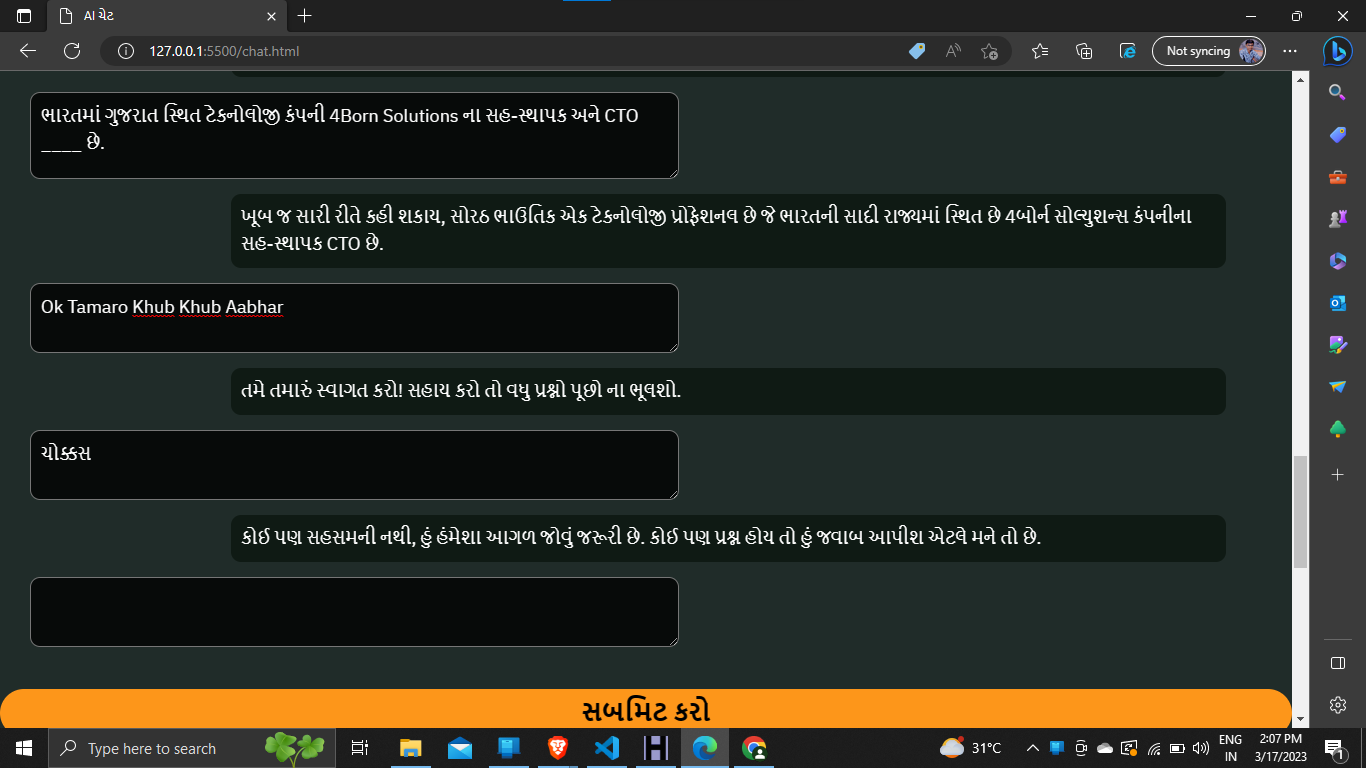 AI ચેટ
127.0.0.1:5500/chat.html
Not syncing
ભારતમાં ગુજરાત સ્થિત ટેકનોલોજી કંપની 4Born Solutions ના સહ-સ્થાપક અને CTO
____ છે.
ખૂબ જ સારી રીતે કહી શકાય, સોરઠ ભાઉતિક એક ટેકનોલોજી પ્રોફેશનલ છે જે ભારતની સાદી રાજ્યમાં સ્થિત છે 4બોર્ન સોલ્યુશન્સ કંપનીના
સહ-સ્થાપક CTO છે.
Ok Tamaro Khub Khub Aabhar
તમે તમારું સ્વાગત કરો! સહાય કરો તો વધુ પ્રશ્નો પૂછો ના ભૂલશો.
ચોક્કસ
કોઈ પણ સહસમની નથી, હું હંમેશા આગળ જોવું જરૂરી છે. કોઈ પણ પ્રશ્ન હોય તો હું જવાબ આપીશ એટલે મને તો છે.
સબમિટ કરો
Type here to search
31°C
ENG
IN
2:07 PM
3/17/2023
1